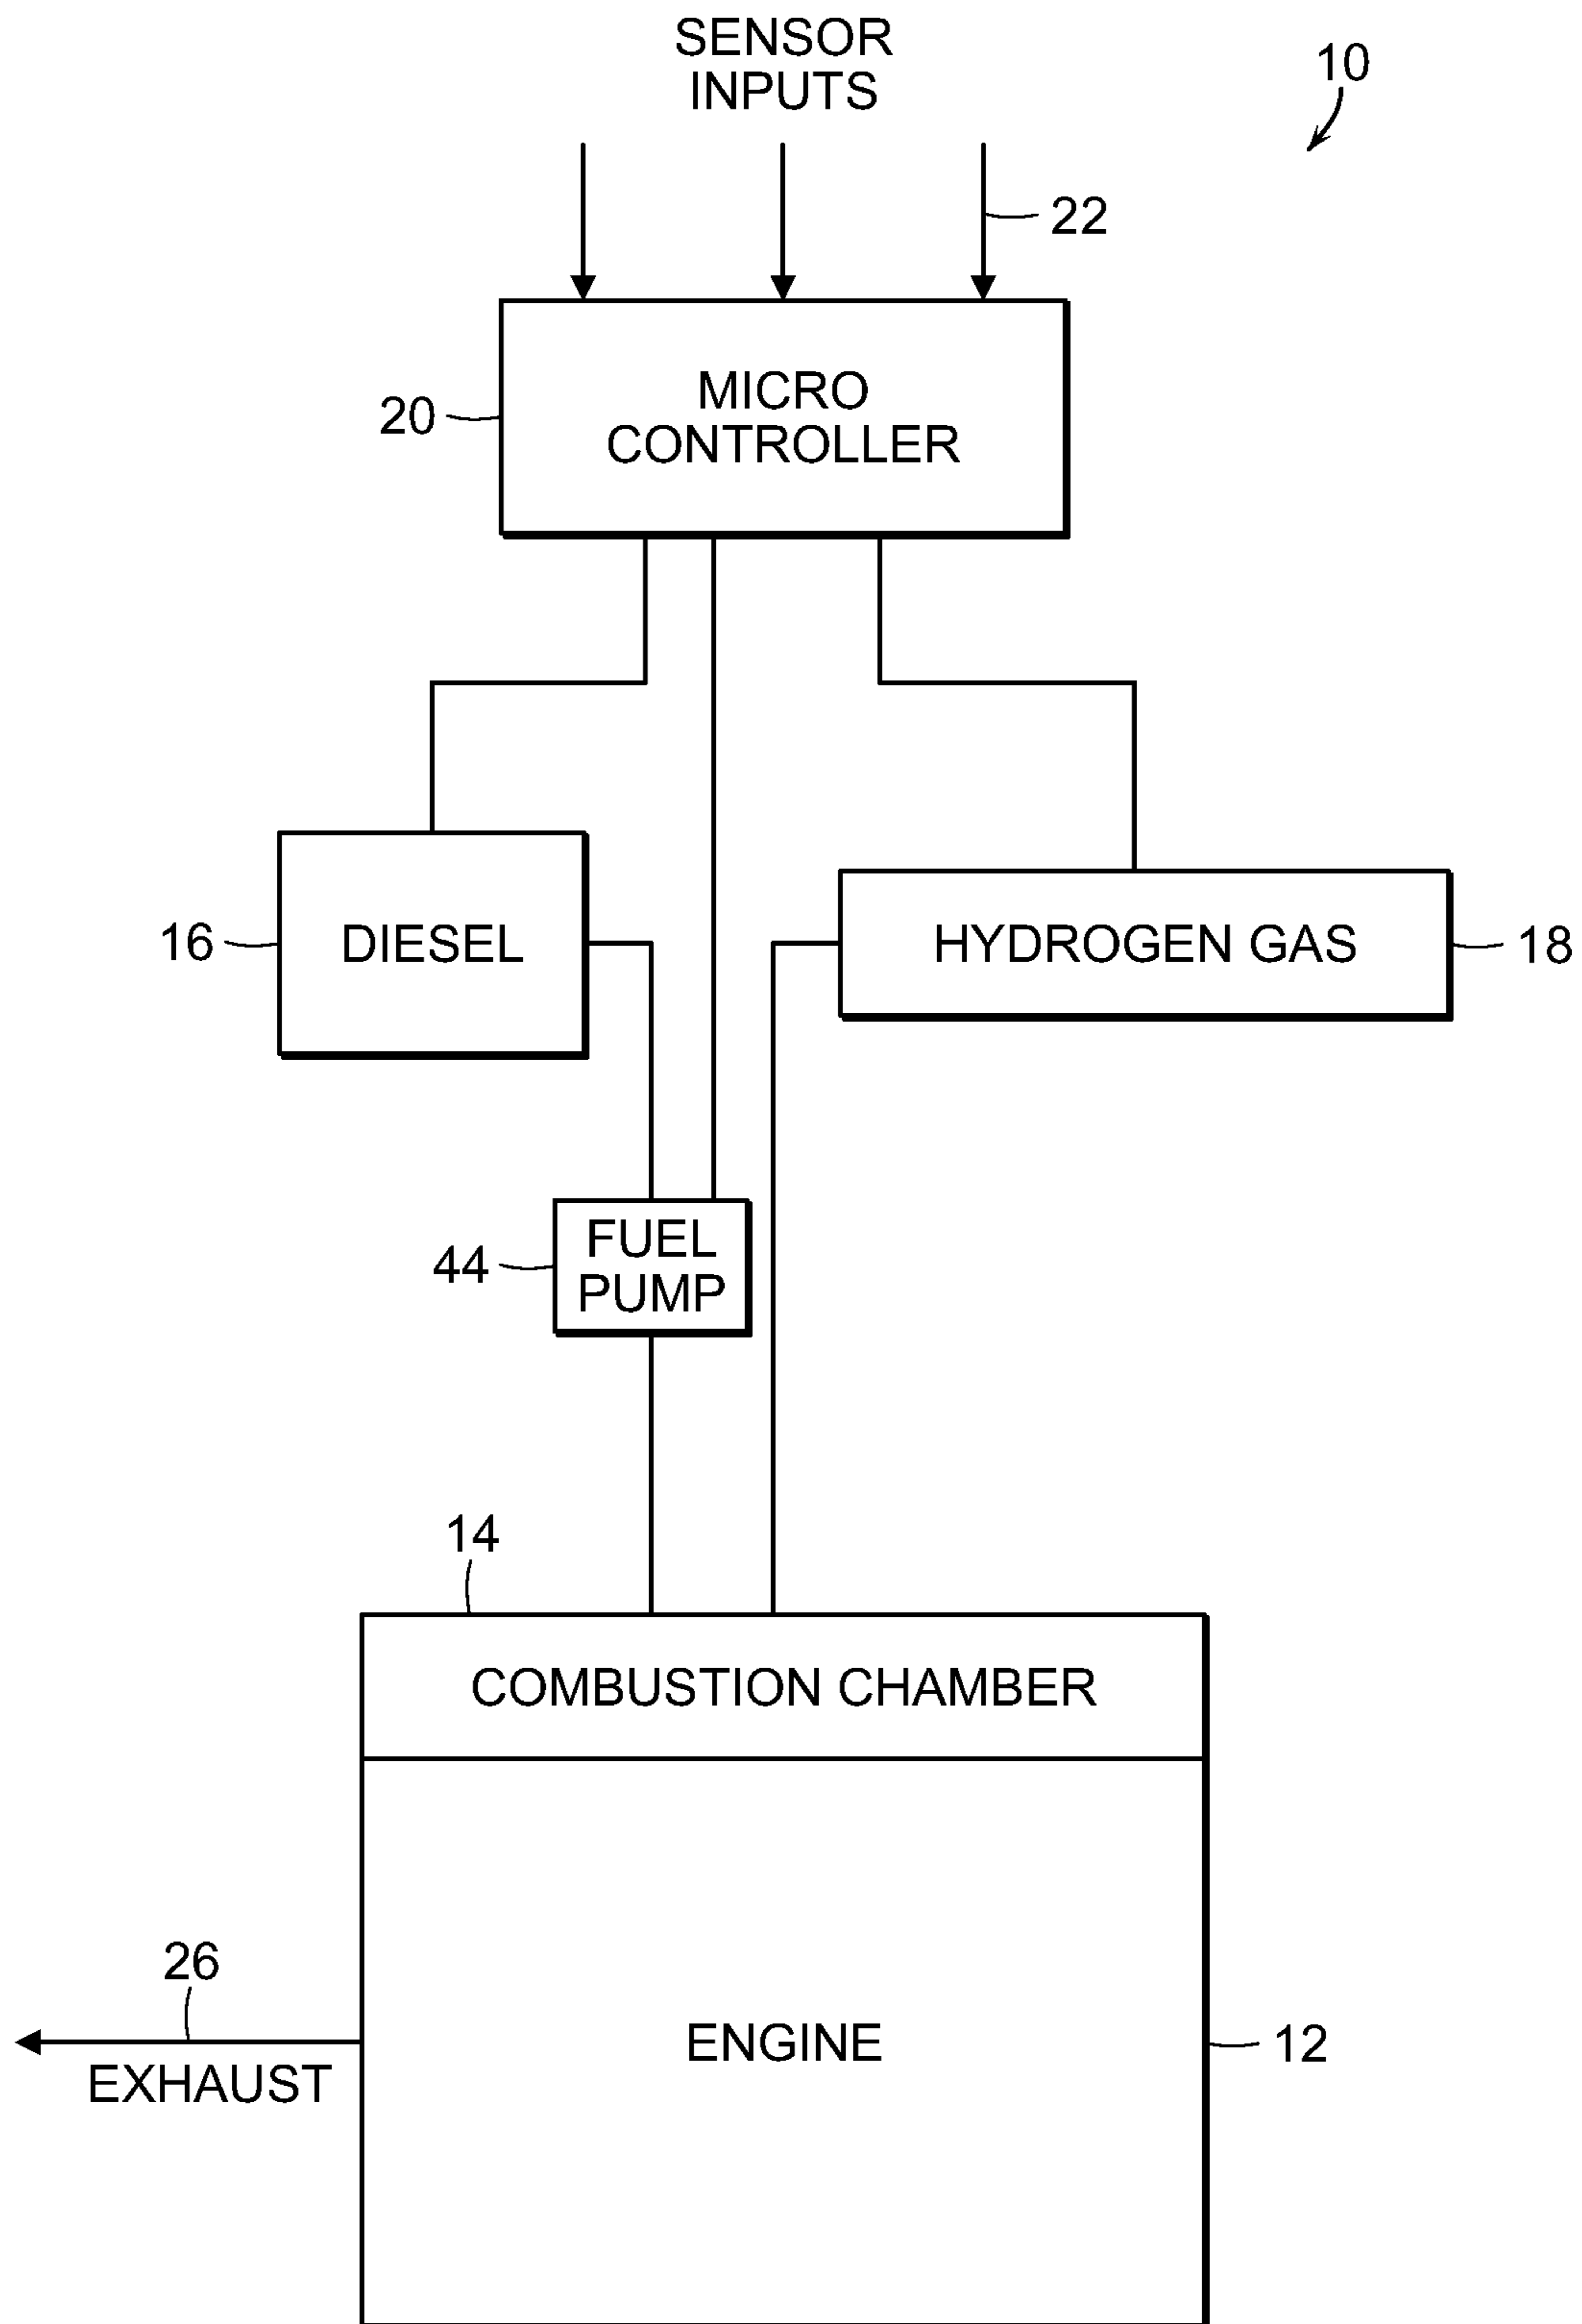 SENSOR
INPUTS
10
22
MICRO
CONTROLLER
20
16
DIESEL
HYDROGEN GAS
18
FUEL
PUMP
44
14
COMBUSTION CHAMBER
26
EXHAUST
ENGINE
12